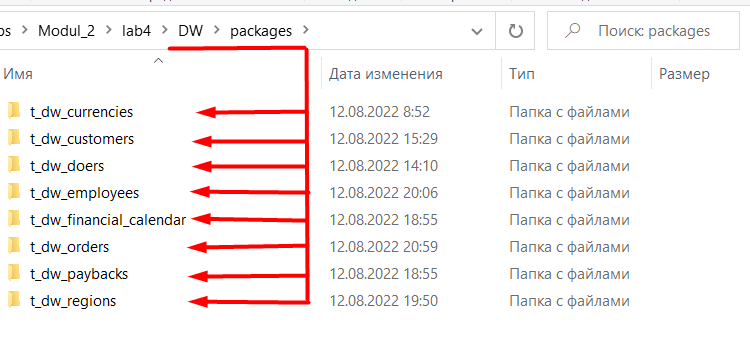 os > Modul_2 > lab4 > DW > packages > Поиск: packages
Имя Дата изменения Тип Размер
t_dw_currencies 12.08.2022 8:52 Папка с файлами
t_dw_customers 12.08.2022 15:29 Папка с файлами
t_dw_doers 12.08.2022 14:10 Папка с файлами
t_dw_employees 12.08.2022 20:06 Папка с файлами
t_dw_financial_calendar 12.08.2022 18:55 Папка с файлами
t_dw_orders 12.08.2022 20:59 Папка с файлами
t_dw_paybacks 12.08.2022 18:55 Папка с файлами
t_dw_regions 12.08.2022 19:50 Папка с файлами